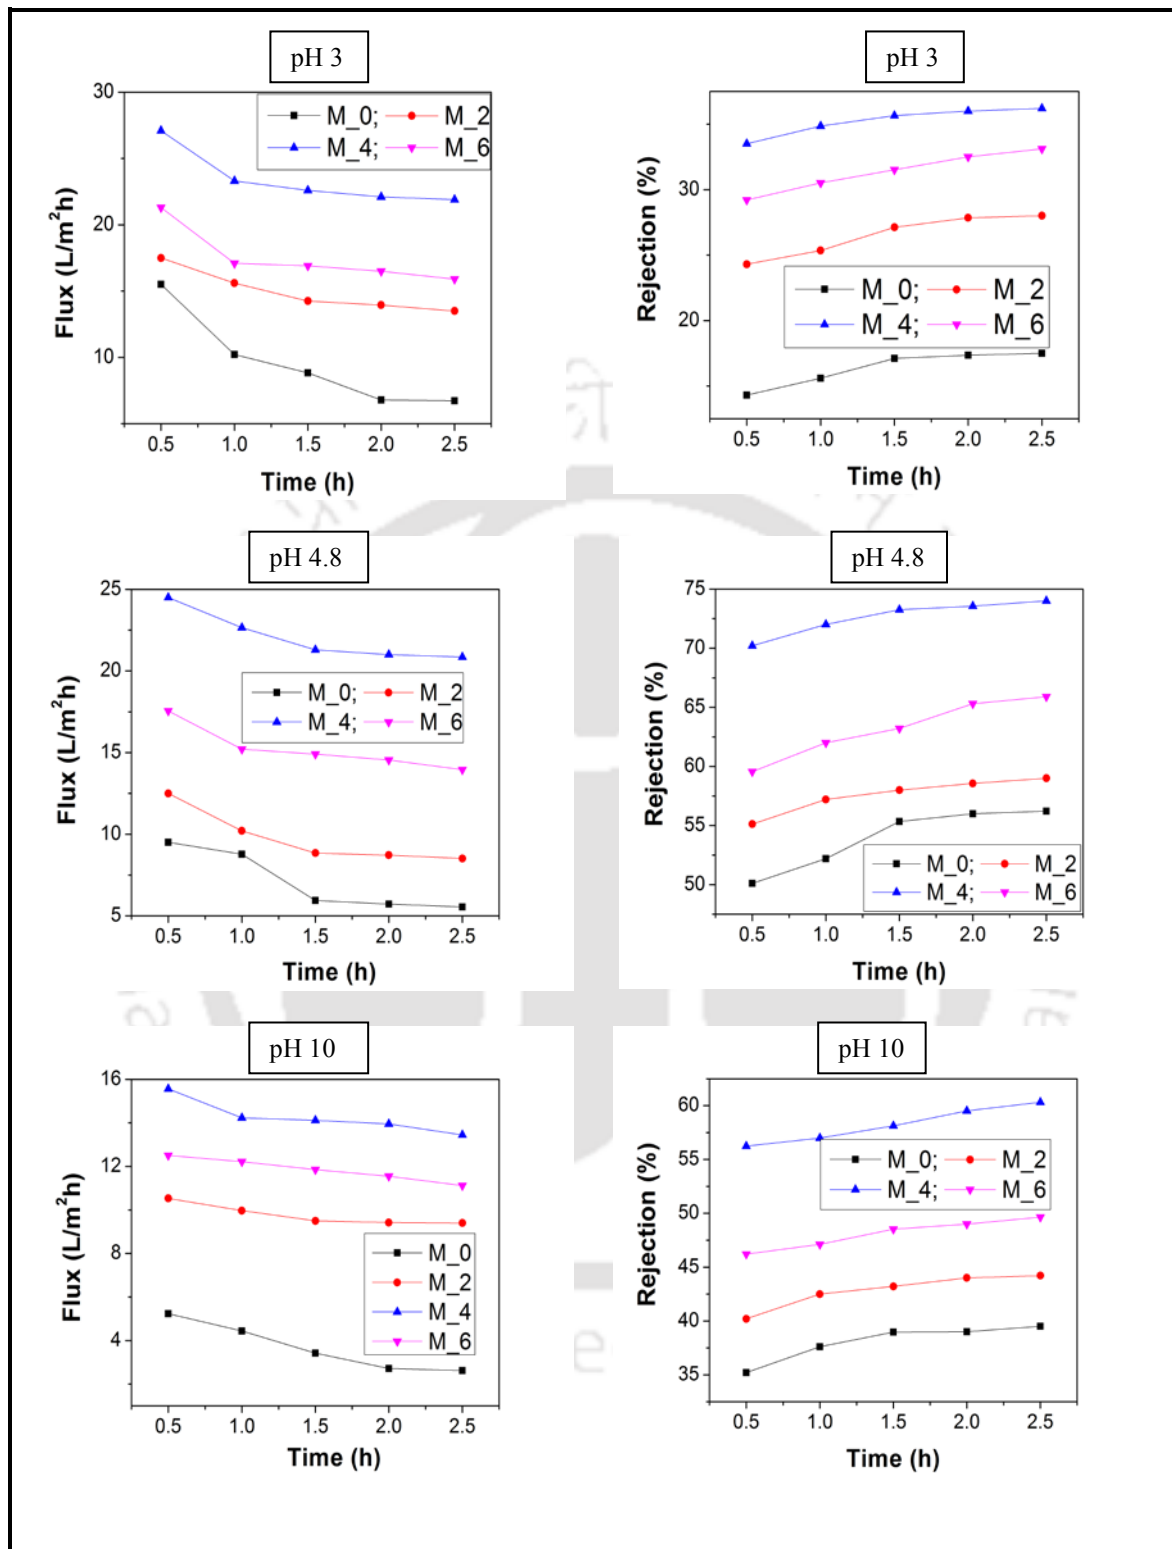 pH 3
pH 3
30
20
10
Flux (L/m²h)
M_0; M_2
M_4; M_6
0.5 1.0 1.5 2.0 2.5
Time (h)
30
20
Rejection (%)
M_0; M_2
M_4; M_6
0.5 1.0 1.5 2.0 2.5
Time (h)
pH 4.8
pH 4.8
25
20
15
10
5
Flux (L/m²h)
M_0; M_2
M_4; M_6
0.5 1.0 1.5 2.0 2.5
Time (h)
75
70
65
60
55
50
Rejection (%)
M_0; M_2
M_4; M_6
0.5 1.0 1.5 2.0 2.5
Time (h)
pH 10
pH 10
16
12
8
4
Flux (L/m²h)
M_0
M_2
M_4
M_6
0.5 1.0 1.5 2.0 2.5
Time (h)
60
55
50
45
40
35
Rejection (%)
M_0; M_2
M_4; M_6
0.5 1.0 1.5 2.0 2.5
Time (h)